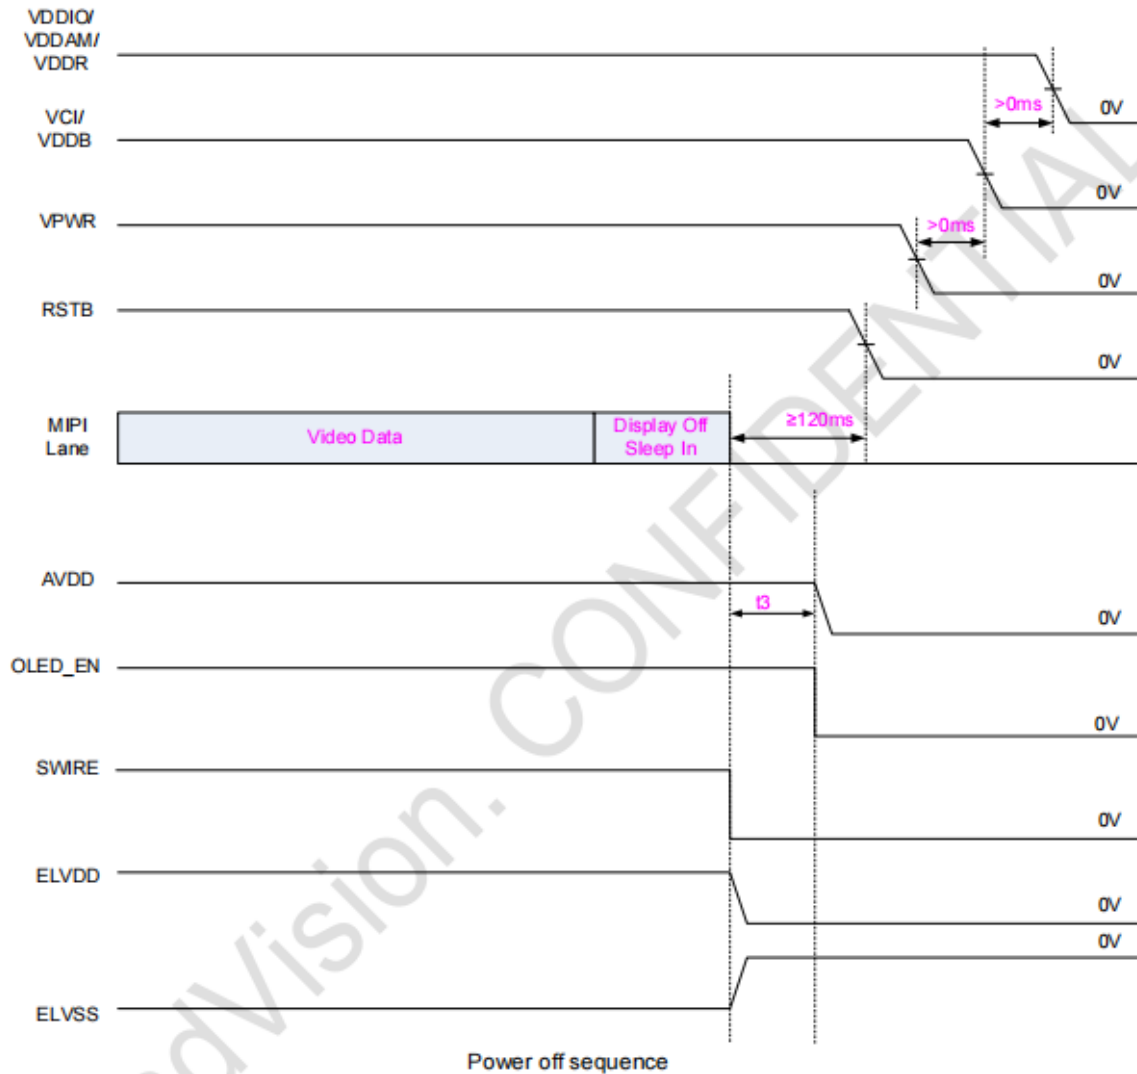 VDDIO/
VDDAM/
VDDR
>0ms
0V
VCI/
VDDB
0V
VPWR
>0ms
0V
RSTB
0V
MIPI
Lane
Video Data
Display Off
Sleep In
≥120ms
AVDD
t3
0V
OLED_EN
0V
SWIRE
0V
ELVDD
0V
0V
ELVSS
Power off sequence
dVision. CONFIDENTIAL